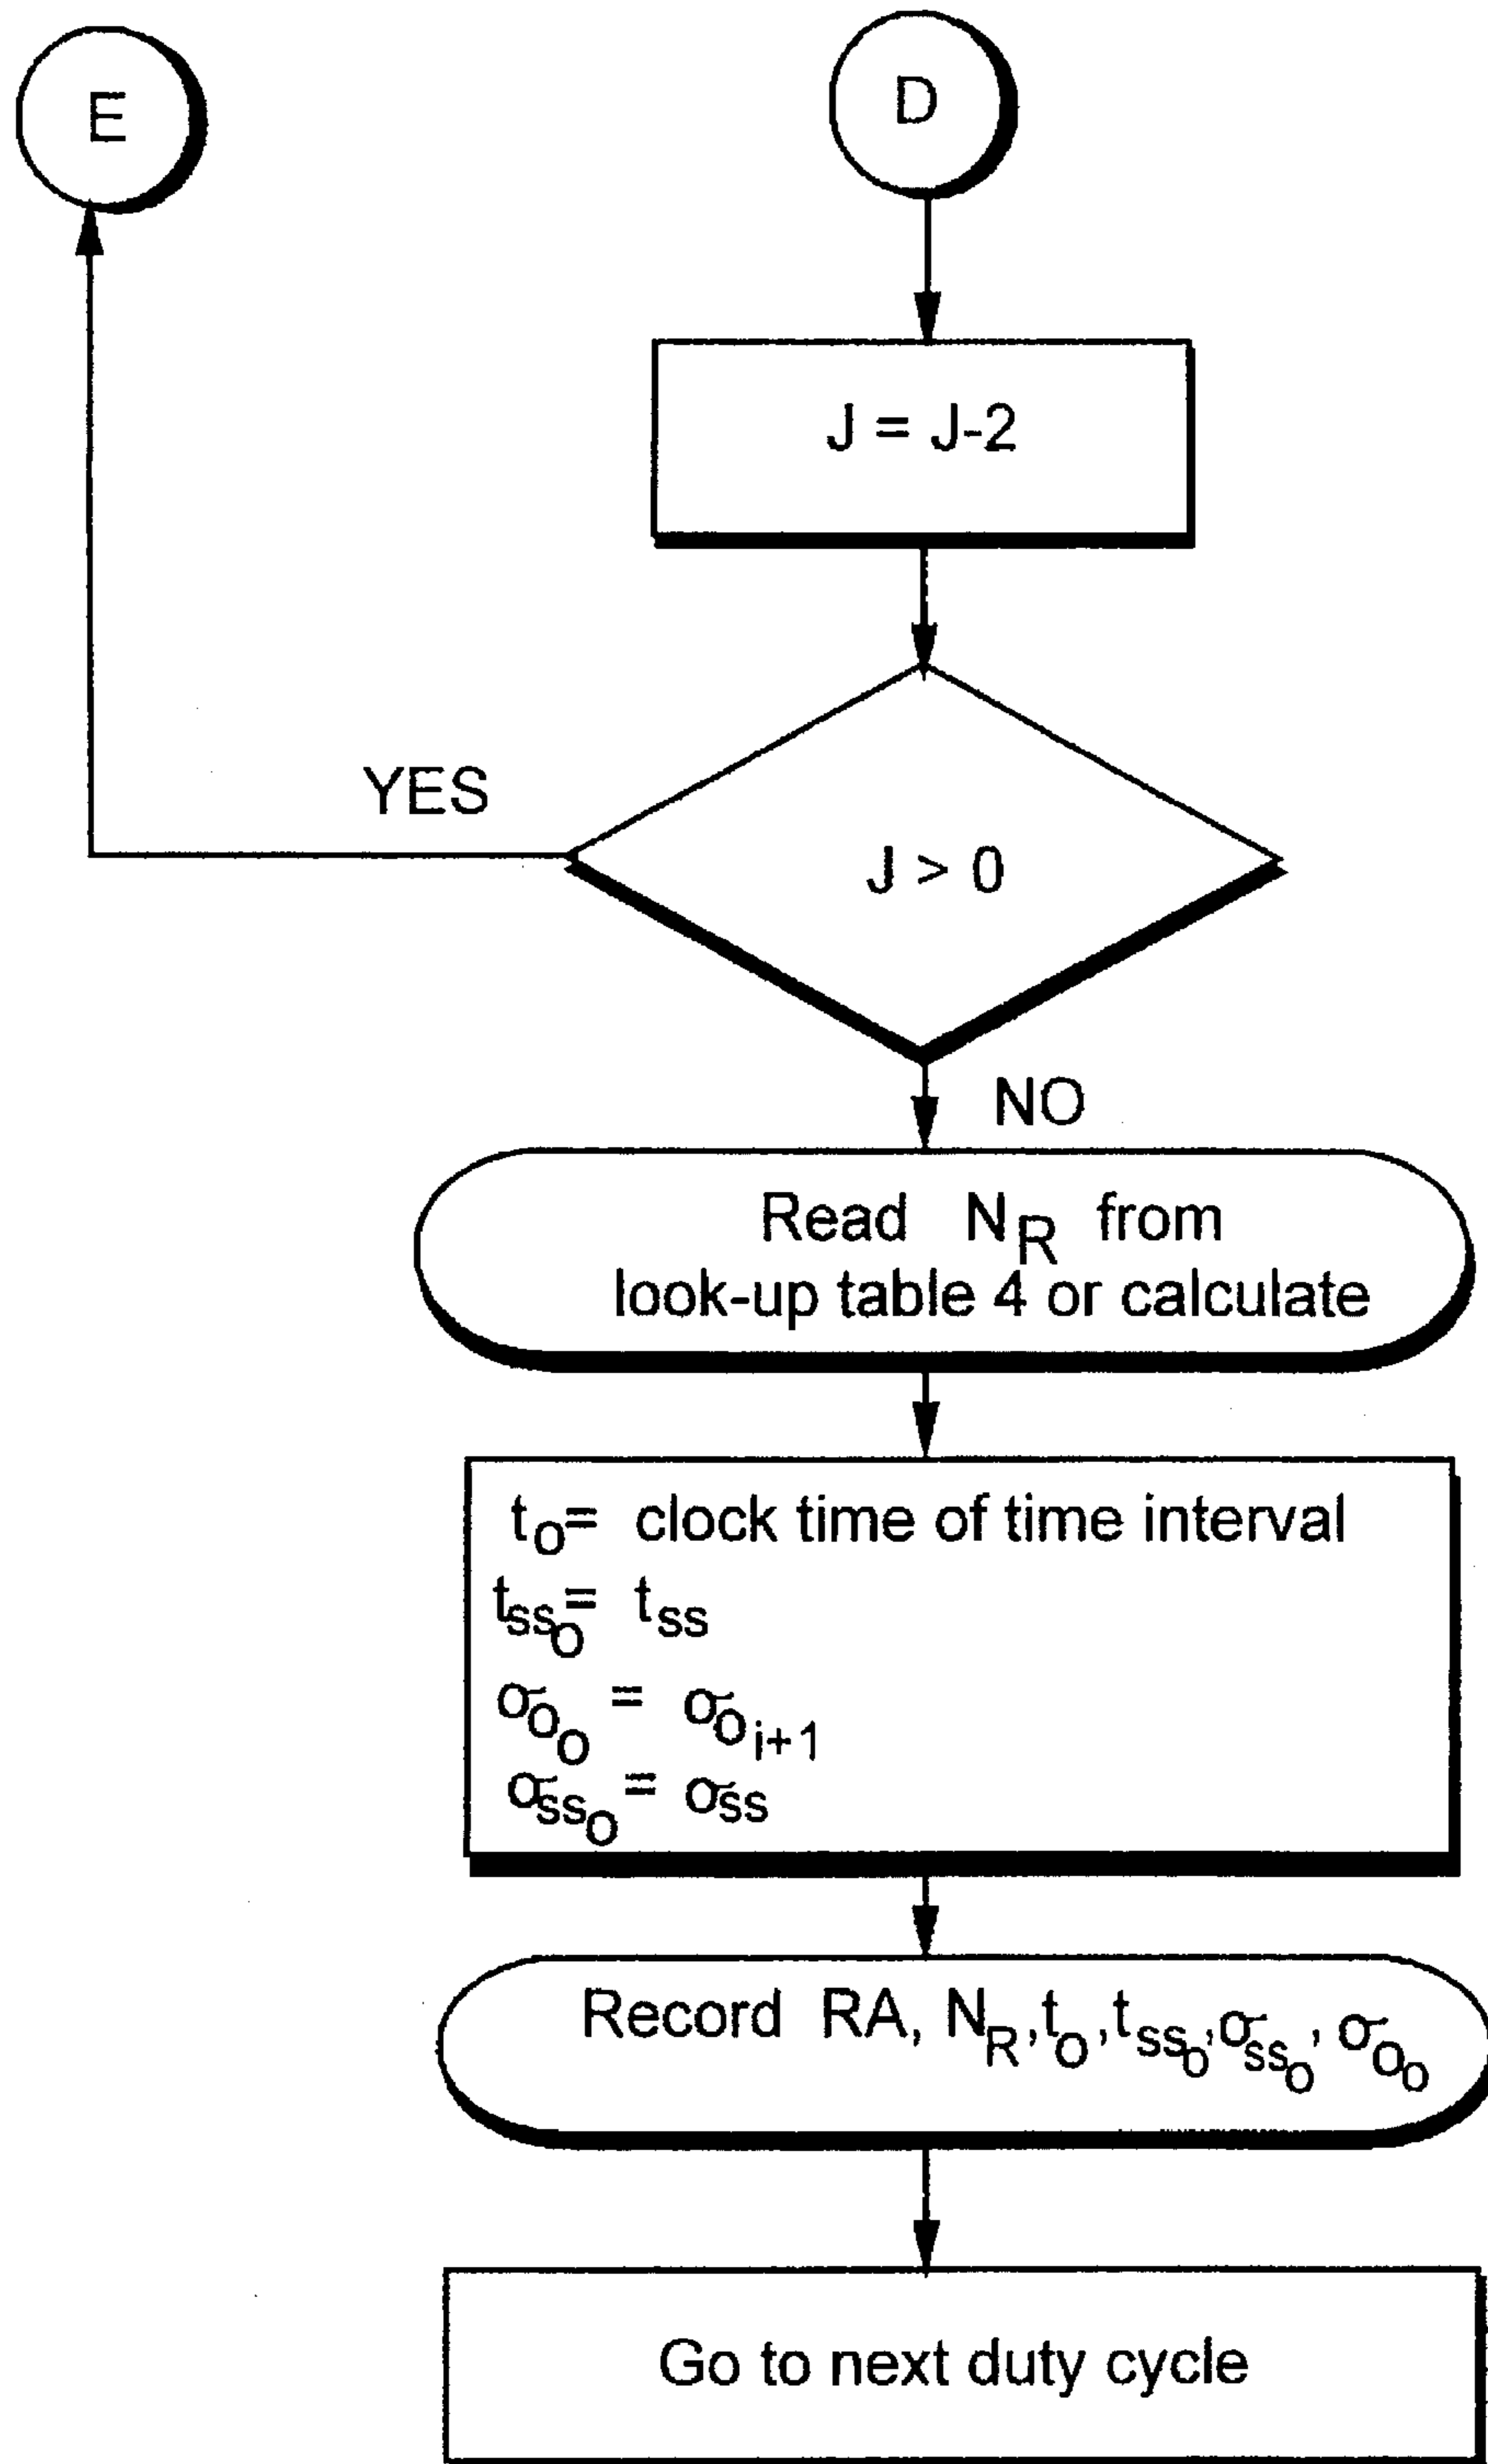 E
D
J = J-2
YES
J > 0
NO
Read N_R from
look-up table 4 or calculate
t_o= clock time of time interval
t_ss_o= t_ss
σ_o_o = σ_o_i+1
σ_ss_o= σ_ss
Record RA, N_R, t_o, t_ss_o, σ_ss_o, σ_o_o
Go to next duty cycle